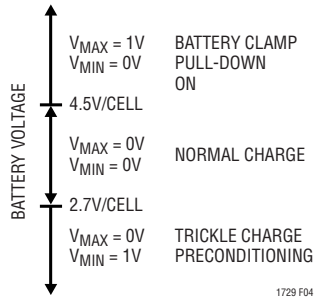 BATTERY VOLTAGE
V_MAX = 1V BATTERY CLAMP
V_MIN = 0V PULL-DOWN
ON
4.5V/CELL
V_MAX = 0V
V_MIN = 0V
NORMAL CHARGE
2.7V/CELL
V_MAX = 0V TRICKLE CHARGE
V_MIN = 1V PRECONDITIONING
1729 F04